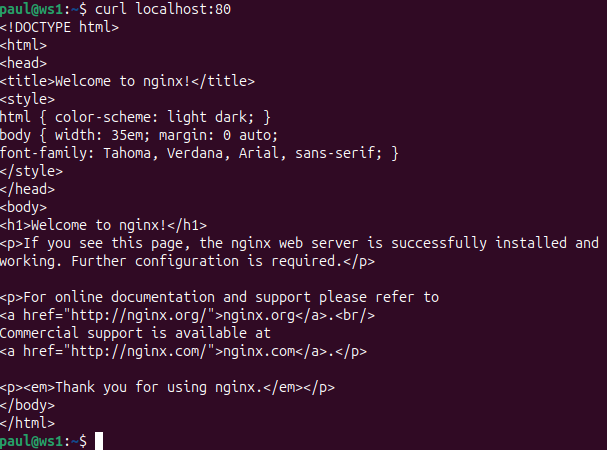 paul@ws1:~$ curl localhost:80
<!DOCTYPE html>
<html>
<head>
<title>Welcome to nginx!</title>
<style>
html { color-scheme: light dark; }
body { width: 35em; margin: 0 auto;
font-family: Tahoma, Verdana, Arial, sans-serif; }
</style>
</head>
<body>
<h1>Welcome to nginx!</h1>
<p>If you see this page, the nginx web server is successfully installed and
working. Further configuration is required.</p>

<p>For online documentation and support please refer to
<a href="http://nginx.org/">nginx.org</a>.<br/>
Commercial support is available at
<a href="http://nginx.com/">nginx.com</a>.</p>

<p><em>Thank you for using nginx.</em></p>
</body>
</html>
paul@ws1:~$